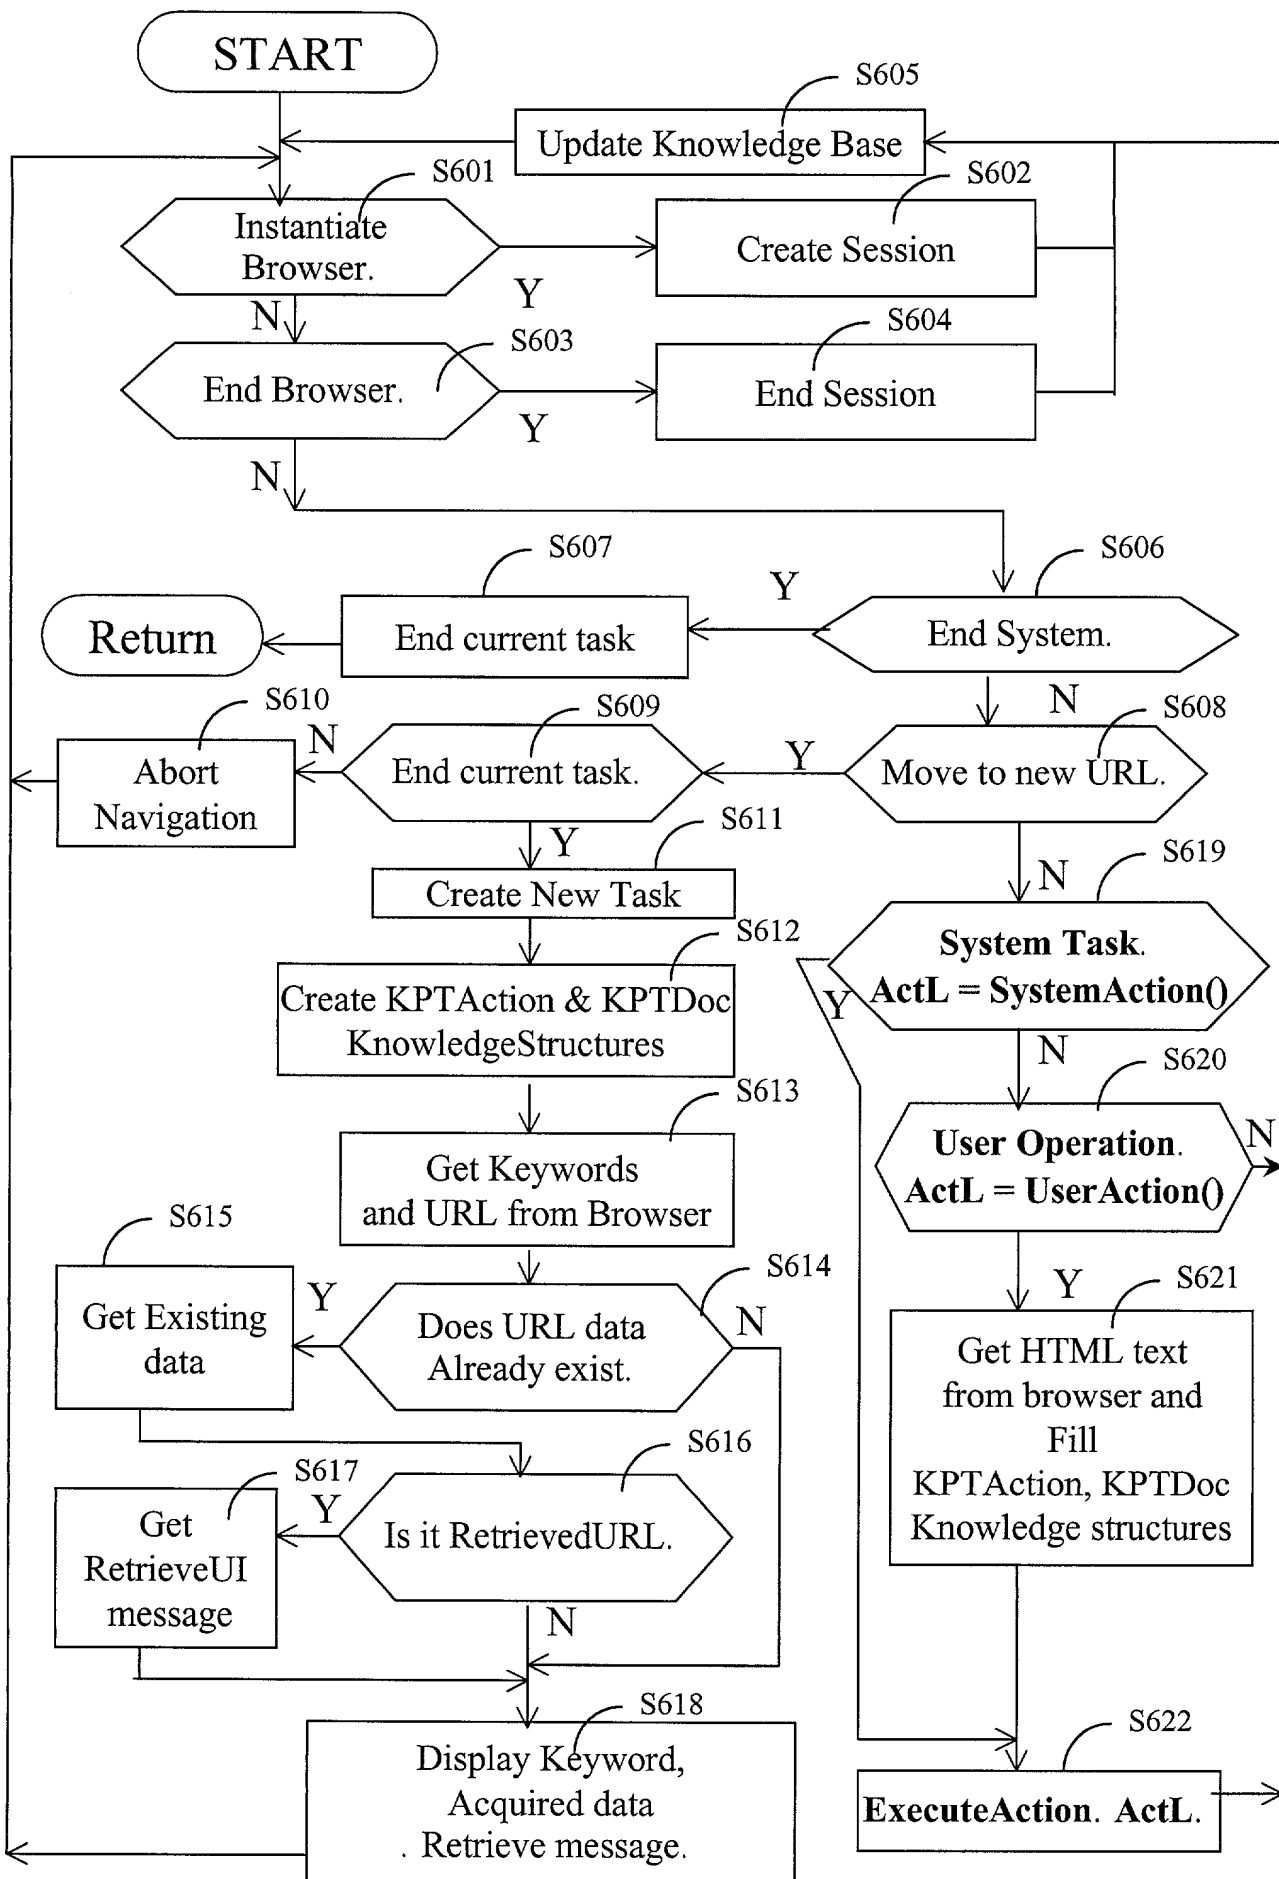 START
S605
Update Knowledge Base
S601
S602
Instantiate
Browser.
Create Session
Y
N
S603
S604
End Browser.
End Session
Y
N
S607
S606
Y
Return
End current task
End System.
S610
S609
N
S608
N
Y
Abort
Navigation
End current task.
Move to new URL.
S611
Y
S619
N
Create New Task
S612
System Task.
ActL = SystemAction()
Y
Create KPTAction & KPTDoc
KnowledgeStructures
N
S620
S613
User Operation.
ActL = UserAction()
N
Get Keywords
and URL from Browser
S615
S614
Y
S621
Y
N
Get Existing
data
Does URL data
Already exist.
Get HTML text
from browser and
Fill
KPTAction, KPTDoc
Knowledge structures
S616
S617
Y
Get
RetrieveUI
message
Is it RetrievedURL.
N
S618
S622
Display Keyword,
Acquired data
. Retrieve message.
ExecuteAction. ActL.